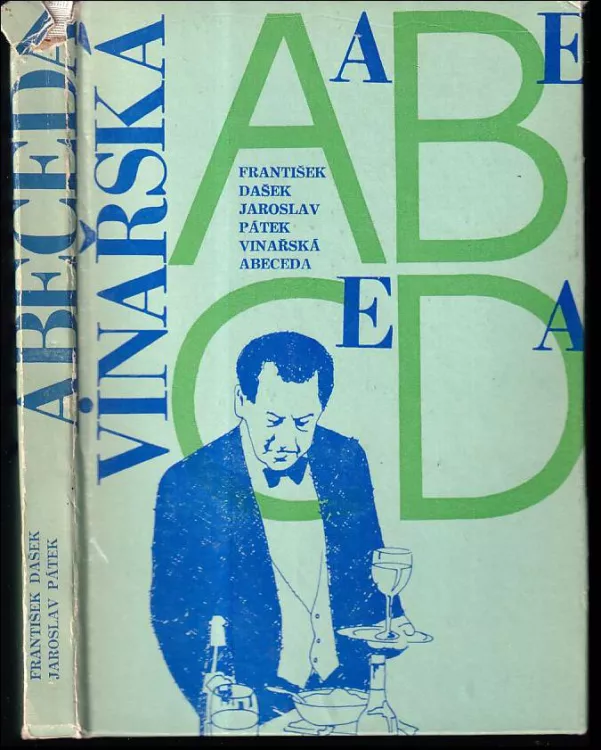 ABECEDA
FRANTIŠEK DAŠEK
JAROSLAV PÁTEK
VINAŘSKÁ
A B
A E
FRANTIŠEK
DAŠEK
JAROSLAV
PÁTEK
VINAŘSKÁ
ABECEDA
C D
E A